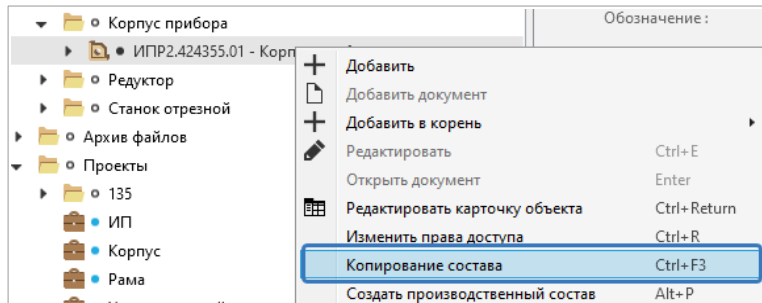 Корпус прибора
Обозначение :
ИПР2.424355.01 - Корп
Редуктор
Станок отрезной
Архив файлов
Проекты
135
ИП
Корпус
Рама
Добавить
Добавить документ
Добавить в корень
Редактировать Ctrl+E
Открыть документ Enter
Редактировать карточку объекта Ctrl+Return
Изменить права доступа Ctrl+R
Копирование состава Ctrl+F3
Создать производственный состав Alt+P